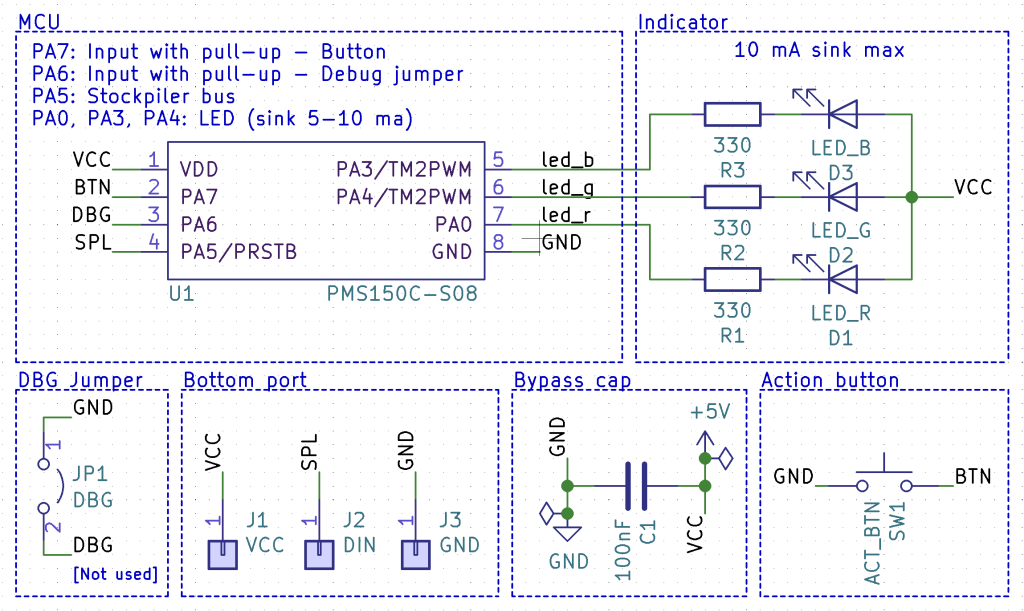 MCU
PA7: Input with pull-up - Button
PA6: Input with pull-up - Debug jumper
PA5: Stockpiler bus
PA0, PA3, PA4: LED (sink 5-10 ma)
VCC 1 VDD PA3/TM2PWM 5 led_b
BTN 2 PA7 PA4/TM2PWM 6 led_g
DBG 3 PA6 PA0 7 led_r
SPL 4 PA5/PRSTB GND 8 GND
U1 PMS150C-S08
Indicator
10 mA sink max
330 LED_B
R3 D3
VCC
330 LED_G
R2 D2
330 LED_R
R1 D1
DBG Jumper
GND
1
JP1
DBG
2
DBG
[Not used]
Bottom port
VCC
1
J1
VCC
SPL
1
J2
DIN
GND
1
J3
GND
Bypass cap
GND
+5V
GND
100nF
C1
VCC
Action button
GND BTN
ACT_BTN
SW1